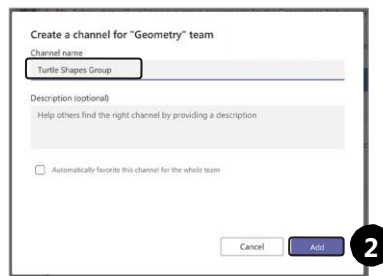 Create a channel for "Geometry" team
Channel name
Turtle Shapes Group
Description (optional)
Help others find the right channel by providing a description
Automatically favorite this channel for the whole team
Cancel Add
2